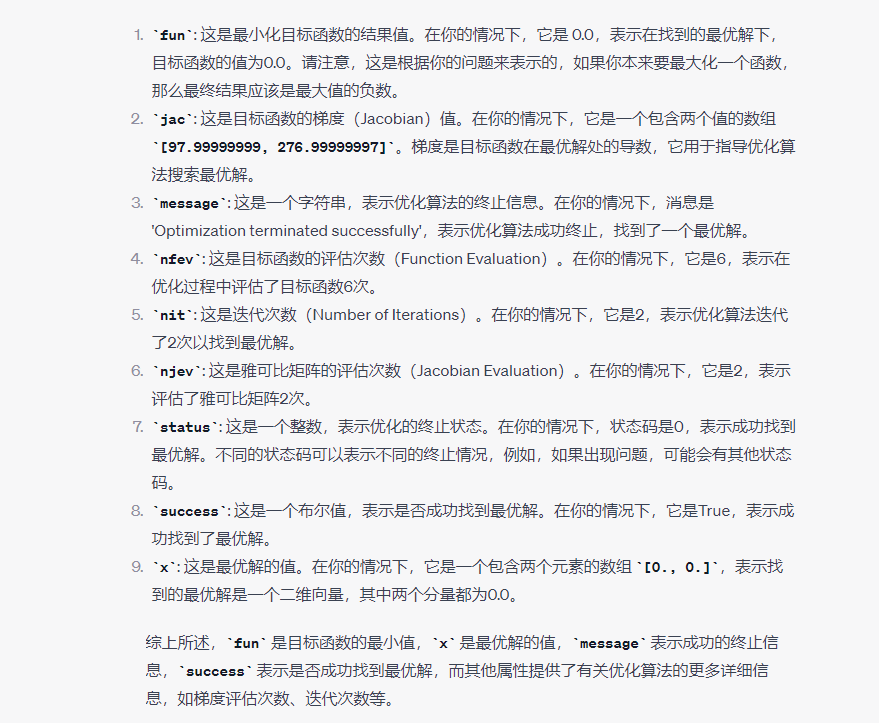 1. `fun`: 这是最小化目标函数的结果值。在你的情况下，它是 0.0，表示在找到的最优解下，
目标函数的值为0.0。请注意，这是根据你的问题来表示的，如果你本来要最大化一个函数，
那么最终结果应该是最大值的负数。
2. `jac`: 这是目标函数的梯度（Jacobian）值。在你的情况下，它是一个包含两个值的数组
`[97.99999999, 276.99999997]`。梯度是目标函数在最优解处的导数，它用于指导优化算
法搜索最优解。
3. `message`: 这是一个字符串，表示优化算法的终止信息。在你的情况下，消息是
'Optimization terminated successfully'，表示优化算法成功终止，找到了一个最优解。
4. `nfev`: 这是目标函数的评估次数（Function Evaluation）。在你的情况下，它是6，表示在
优化过程中评估了目标函数6次。
5. `nit`: 这是迭代次数（Number of Iterations）。在你的情况下，它是2，表示优化算法迭代
了2次以找到最优解。
6. `njev`: 这是雅可比矩阵的评估次数（Jacobian Evaluation）。在你的情况下，它是2，表示
评估了雅可比矩阵2次。
7. `status`: 这是一个整数，表示优化的终止状态。在你的情况下，状态码是0，表示成功找到
最优解。不同的状态码可以表示不同的终止情况，例如，如果出现问题，可能会有其他状态
码。
8. `success`: 这是一个布尔值，表示是否成功找到最优解。在你的情况下，它是True，表示成
功找到了最优解。
9. `x`: 这是最优解的值。在你的情况下，它是一个包含两个元素的数组 `[0., 0.]`，表示找
到的最优解是一个二维向量，其中两个分量都为0.0。
综上所述，`fun` 是目标函数的最小值，`x` 是最优解的值，`message` 表示成功的终止信
息，`success` 表示是否成功找到最优解，而其他属性提供了有关优化算法的更多详细信
息，如梯度评估次数、迭代次数等。